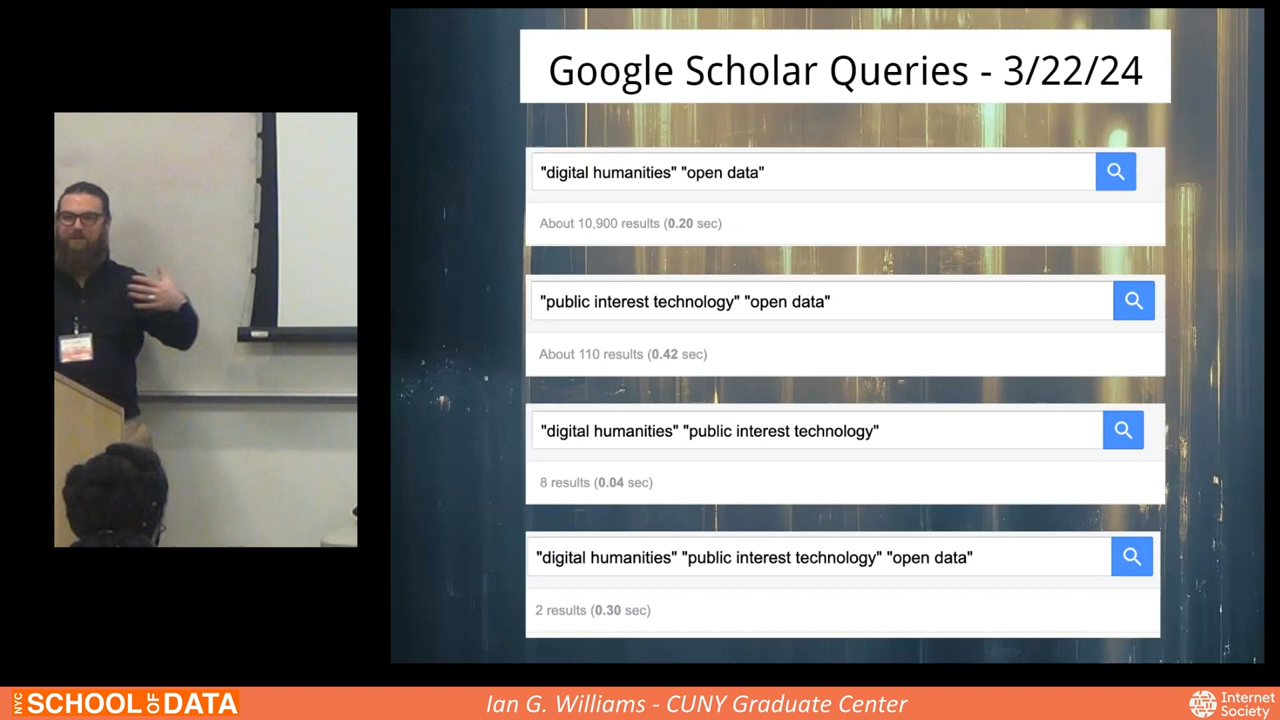 Google Scholar Queries - 3/22/24
"digital humanities" "open data"
About 10,900 results (0.20 sec)
"public interest technology" "open data"
About 110 results (0.42 sec)
"digital humanities" "public interest technology"
8 results (0.04 sec)
"digital humanities" "public interest technology" "open data"
2 results (0.30 sec)
NYC SCHOOL OF DATA
Ian G. Williams - CUNY Graduate Center
Internet
Society